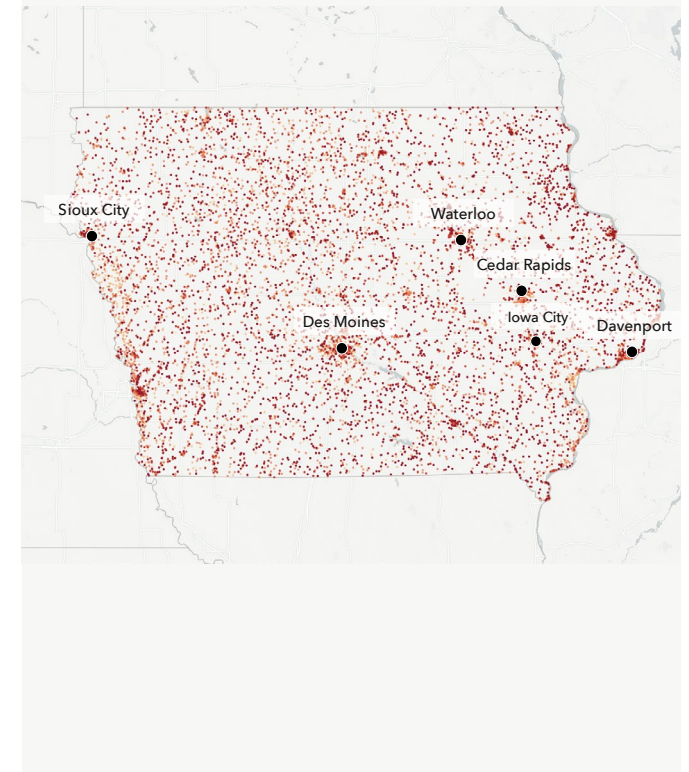 Sioux City
Waterloo
Cedar Rapids
Iowa City
Des Moines
Davenport